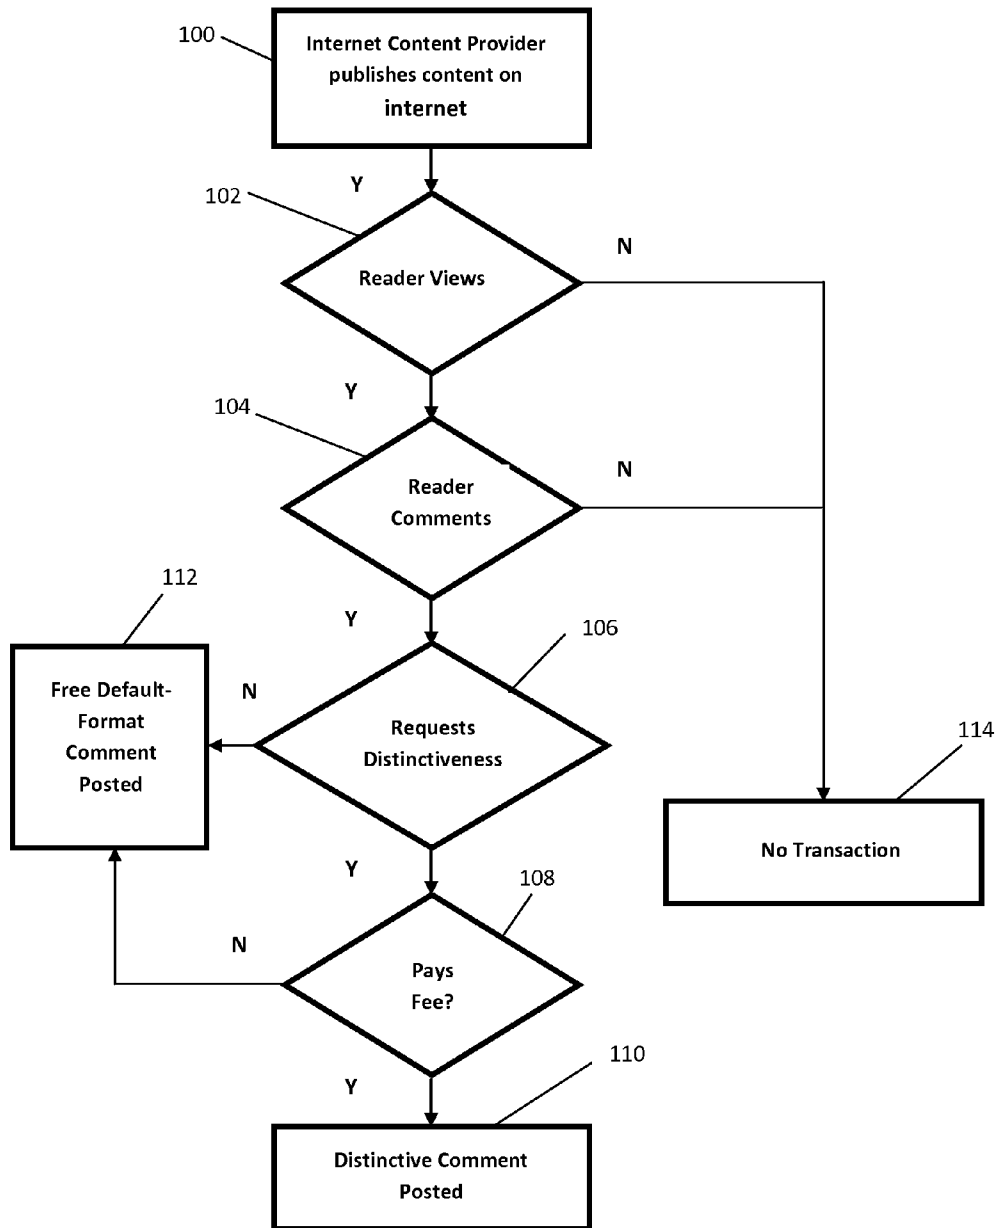 100
Internet Content Provider
publishes content on
internet
Y
102
N
Reader Views
Y
104
N
Reader
Comments
112
Y
106
Free Default-
Format
Comment
Posted
N
Requests
Distinctiveness
114
No Transaction
Y
108
N
Pays
Fee?
Y
110
Distinctive Comment
Posted